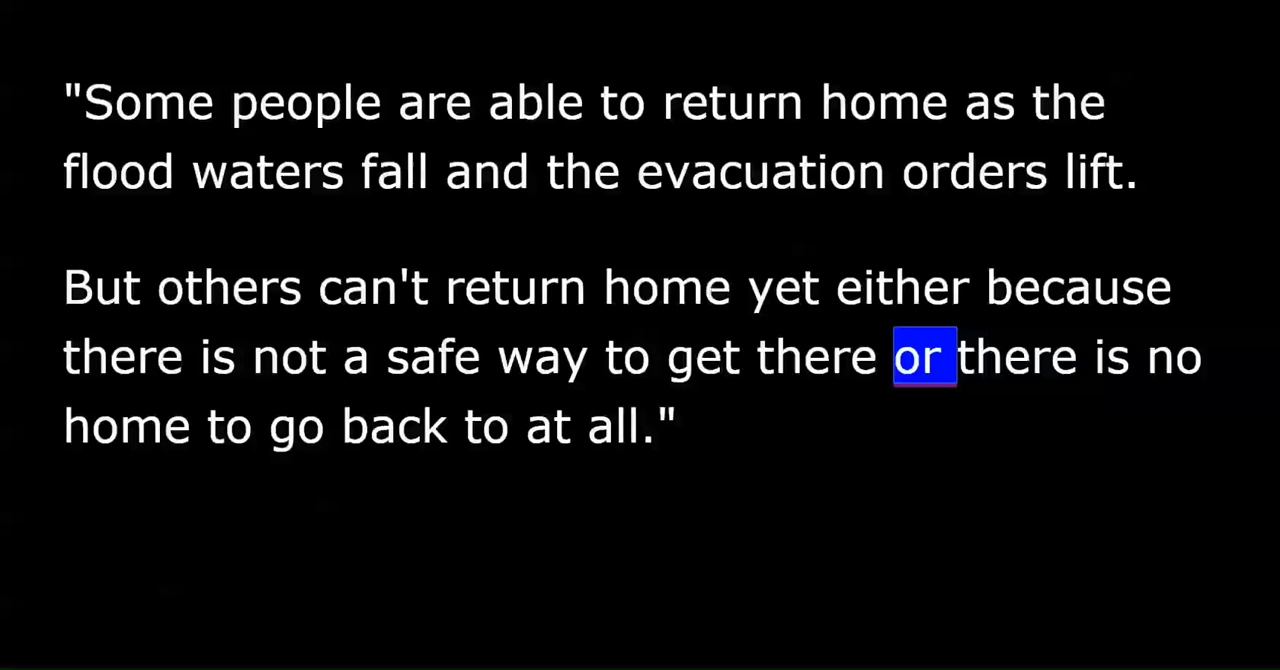 "Some people are able to return home as the
flood waters fall and the evacuation orders lift.
But others can't return home yet either because
there is not a safe way to get there or there is no
home to go back to at all."